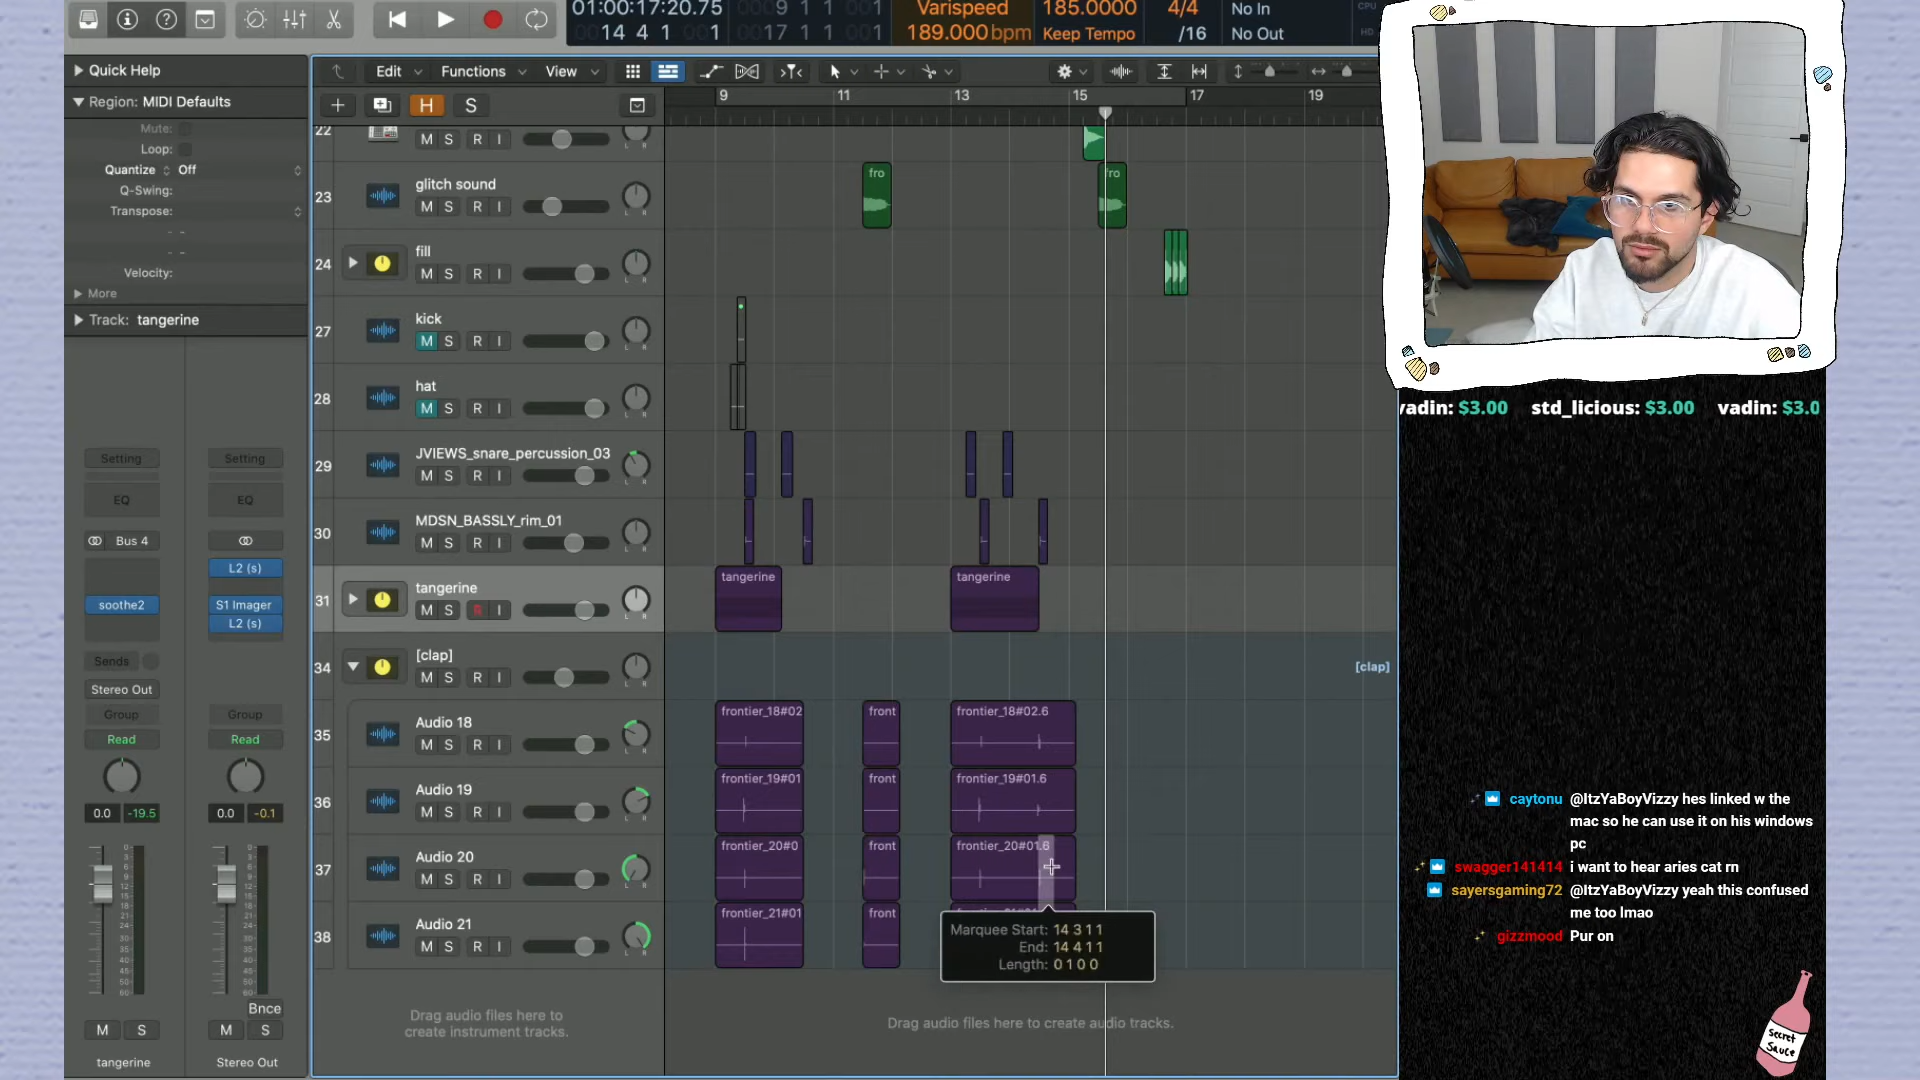 01:00:17:20.75
9 1 1
Varispeed
185.0000
4/4
No In
CPU
14 4 1 1
17 1 1
189.000 bpm
Keep Tempo
/16
No Out
HD
Quick Help
Region: MIDI Defaults
Mute:
Loop:
Quantize Off
Q-Swing:
Transpose:
Velocity:
More
Track: tangerine
Setting
Setting
EQ
EQ
Bus 4
L2 (s)
soothe2
S1 Imager
L2 (s)
Sends
Stereo Out
Group
Group
Read
Read
0.0 -19.5
0.0 -0.1
Bnce
M S
M S
tangerine
Stereo Out
Edit
Functions
View
H S
9
11
13
15
17
19
22
M S R I
23
glitch sound
M S R I
fro
fro
24
fill
M S R I
27
kick
M S R I
28
hat
M S R I
29
JVIEWS_snare_percussion_03
M S R I
30
MDSN_BASSLY_rim_01
M S R I
31
tangerine
M S R I
tangerine
tangerine
34
[clap]
M S R I
[clap]
35
Audio 18
M S R I
frontier_18#02
front
frontier_18#02.6
36
Audio 19
M S R I
frontier_19#01
front
frontier_19#01.6
37
Audio 20
M S R I
frontier_20#0
front
frontier_20#01.6
38
Audio 21
M S R I
frontier_21#01
front
Marquee Start: 14 3 1 1
End: 14 4 1 1
Length: 0 1 0 0
Drag audio files here to
create instrument tracks.
Drag audio files here to create audio tracks.
vadin: $3.00 std_licious: $3.00 vadin: $3.0
caytonu @ItzYaBoyVizzy hes linked w the
mac so he can use it on his windows
pc
swagger141414 i want to hear aries cat rn
sayersgaming72 @ItzYaBoyVizzy yeah this confused
me too lmao
gizzmood Pur on
Secret
Sauce